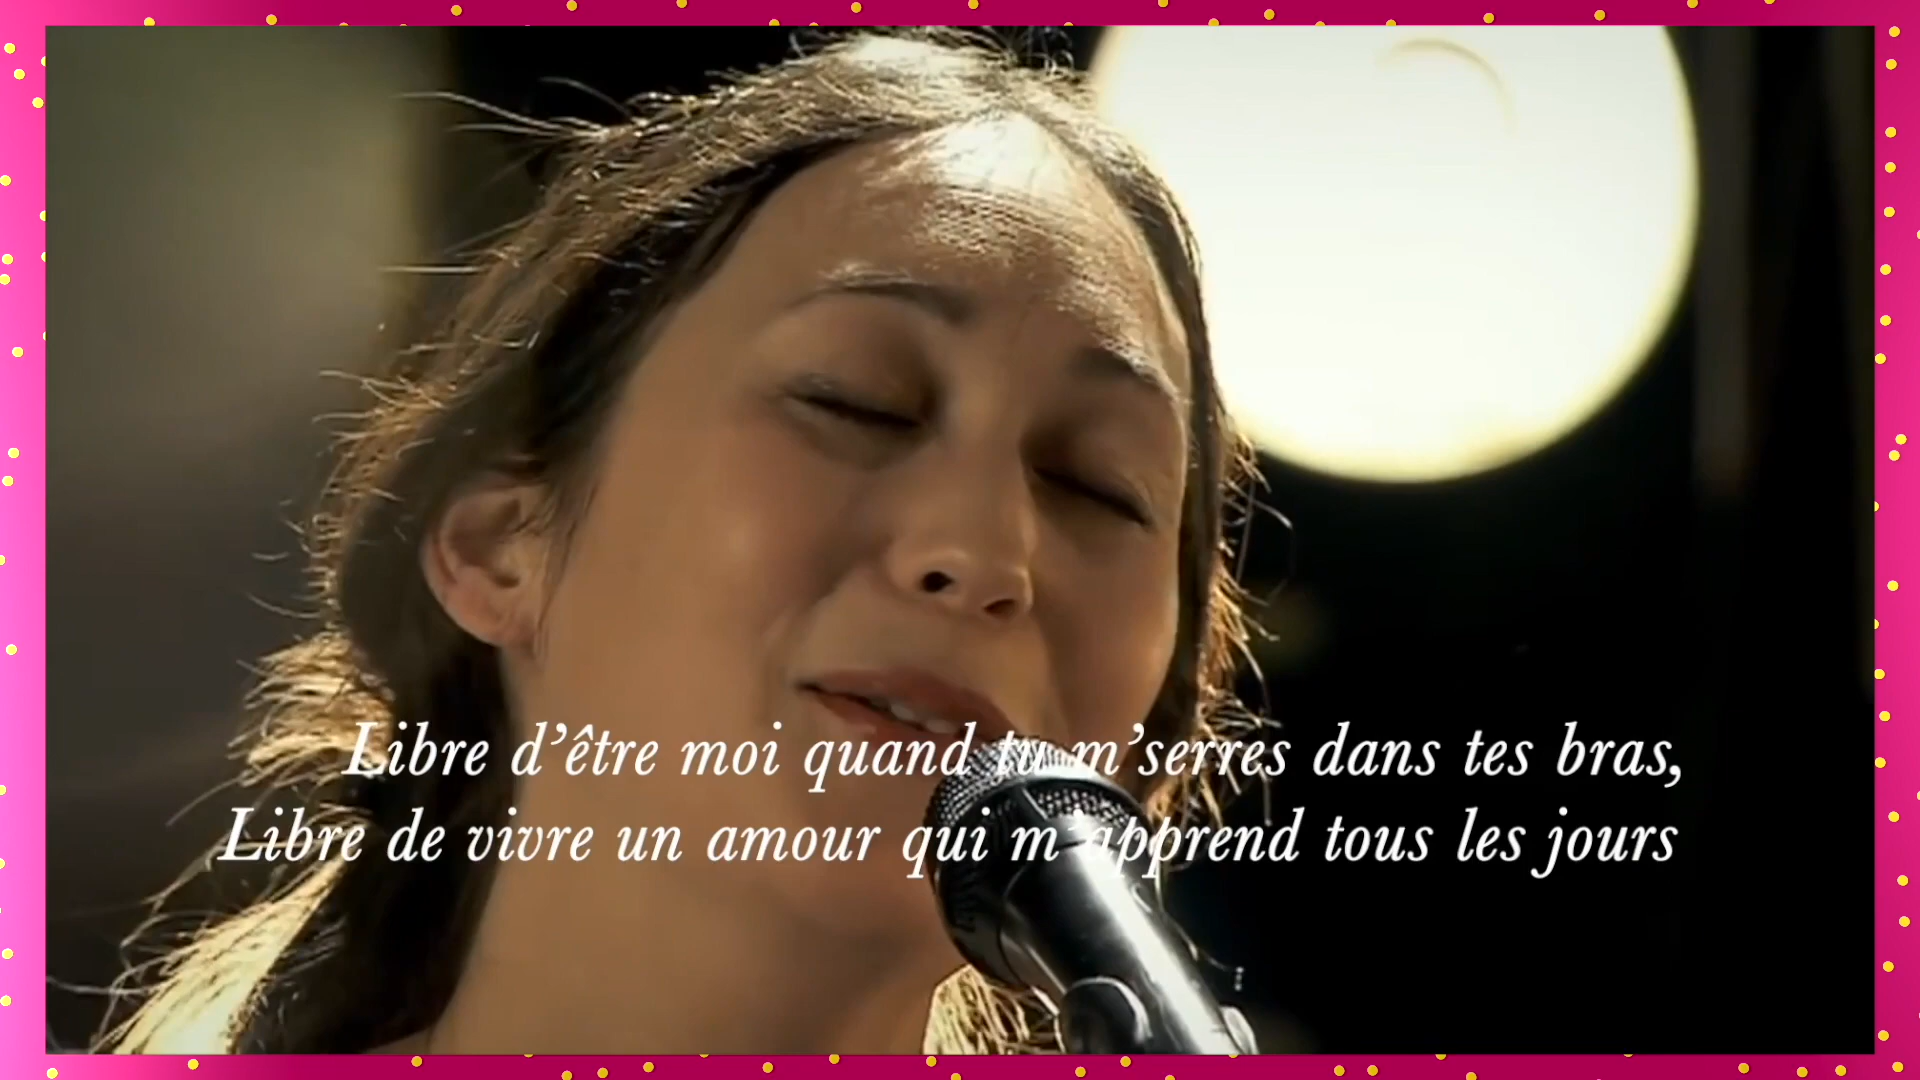 Libre d’être moi quand tu m’serres dans tes bras,
Libre de vivre un amour qui m’apprend tous les jours